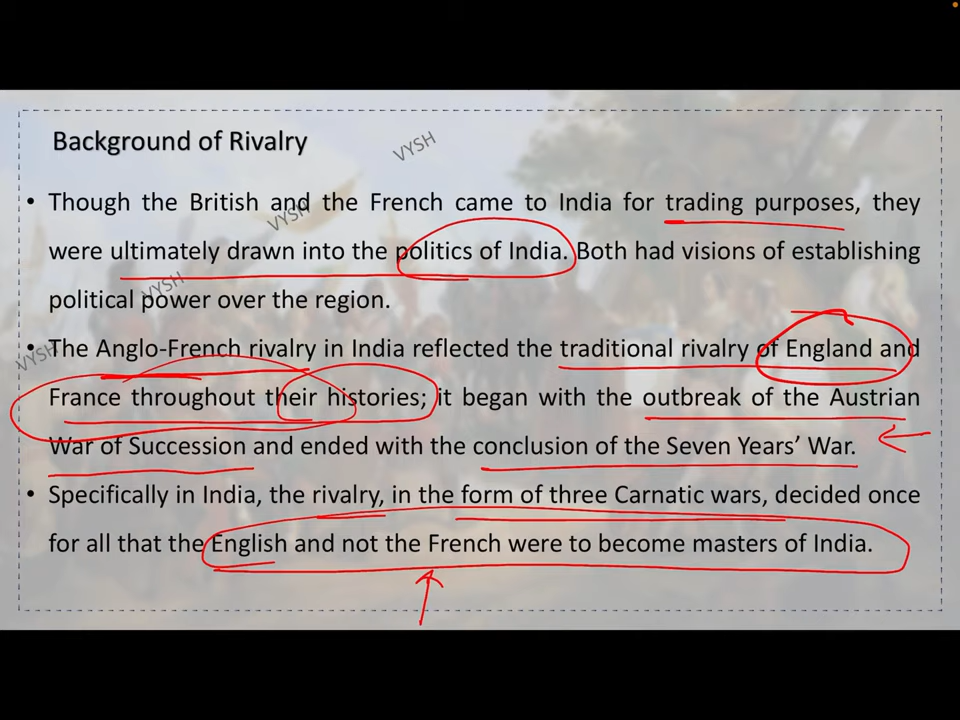 Background of Rivalry
VYSH
• Though the British and the French came to India for trading purposes, they
VYSH
were ultimately drawn into the politics of India. Both had visions of establishing
VYSH
political power over the region.
VYSH
• The Anglo-French rivalry in India reflected the traditional rivalry of England and
France throughout their histories; it began with the outbreak of the Austrian
War of Succession and ended with the conclusion of the Seven Years’ War.
• Specifically in India, the rivalry, in the form of three Carnatic wars, decided once
for all that the English and not the French were to become masters of India.